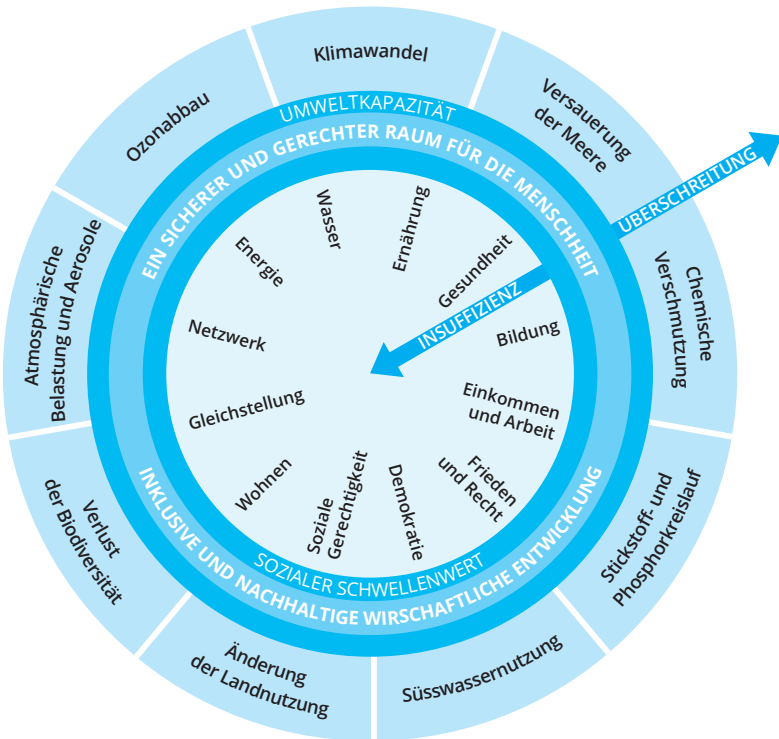 Klimawandel
Versauerung
der Meere
ÜBERSCHREITUNG
Chemische
Verschmutzung
Stickstoff- und
Phosphorkreislauf
Süsswassernutzung
Änderung
der Landnutzung
Verlust
der Biodiversität
Atmosphärische
Belastung und Aerosole
Ozonabbau
UMWELTKAPAZITÄT
EIN SICHERER UND GERECHTER RAUM FÜR DIE MENSCHHEIT
Wasser
Ernährung
Gesundheit
INSUFFIZIENZ
Bildung
Einkommen
und Arbeit
Frieden
und Recht
Demokratie
Soziale
Gerechtigkeit
Wohnen
Gleichstellung
Netzwerk
Energie
SOZIALER SCHWELLENWERT
INKLUSIVE UND NACHHALTIGE WIRSCHAFTLICHE ENTWICKLUNG